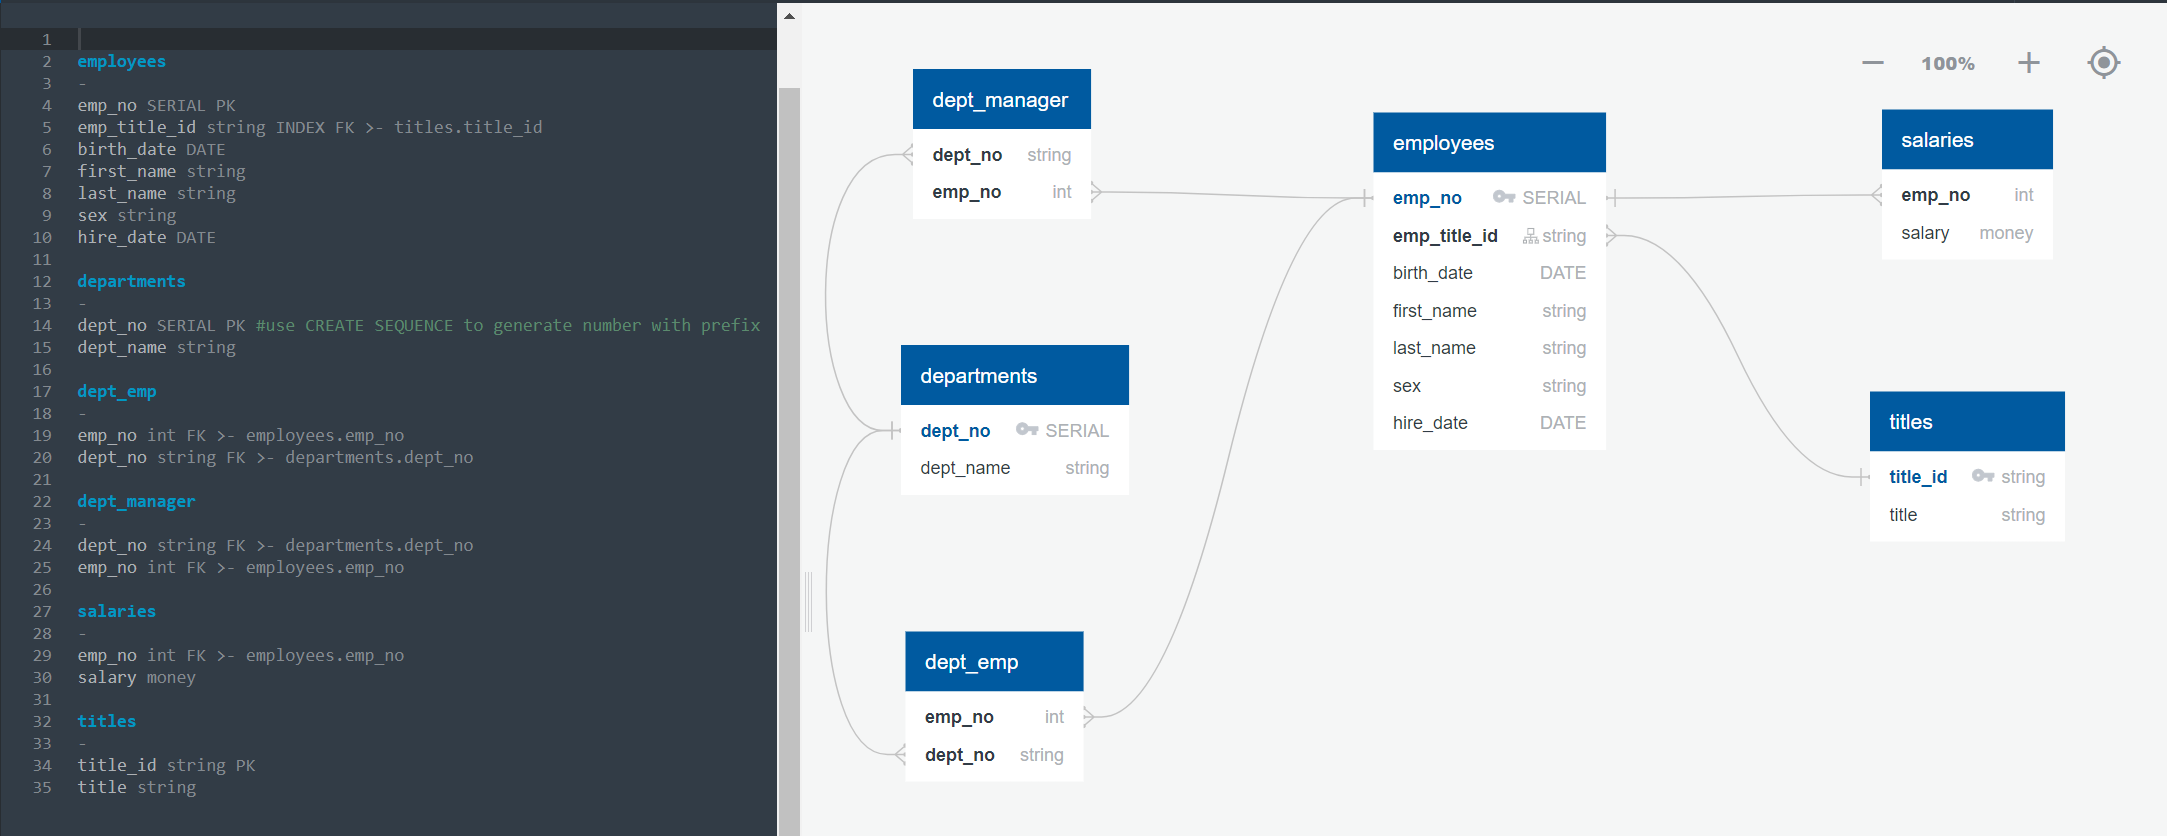 1
2 employees
3 -
4 emp_no SERIAL PK
5 emp_title_id string INDEX FK >- titles.title_id
6 birth_date DATE
7 first_name string
8 last_name string
9 sex string
10 hire_date DATE
11
12 departments
13 -
14 dept_no SERIAL PK #use CREATE SEQUENCE to generate number with prefix
15 dept_name string
16
17 dept_emp
18 -
19 emp_no int FK >- employees.emp_no
20 dept_no string FK >- departments.dept_no
21
22 dept_manager
23 -
24 dept_no string FK >- departments.dept_no
25 emp_no int FK >- employees.emp_no
26
27 salaries
28 -
29 emp_no int FK >- employees.emp_no
30 salary money
31
32 titles
33 -
34 title_id string PK
35 title string
100%
dept_manager
dept_no string
emp_no int
departments
dept_no SERIAL
dept_name string
dept_emp
emp_no int
dept_no string
employees
emp_no SERIAL
emp_title_id string
birth_date DATE
first_name string
last_name string
sex string
hire_date DATE
salaries
emp_no int
salary money
titles
title_id string
title string